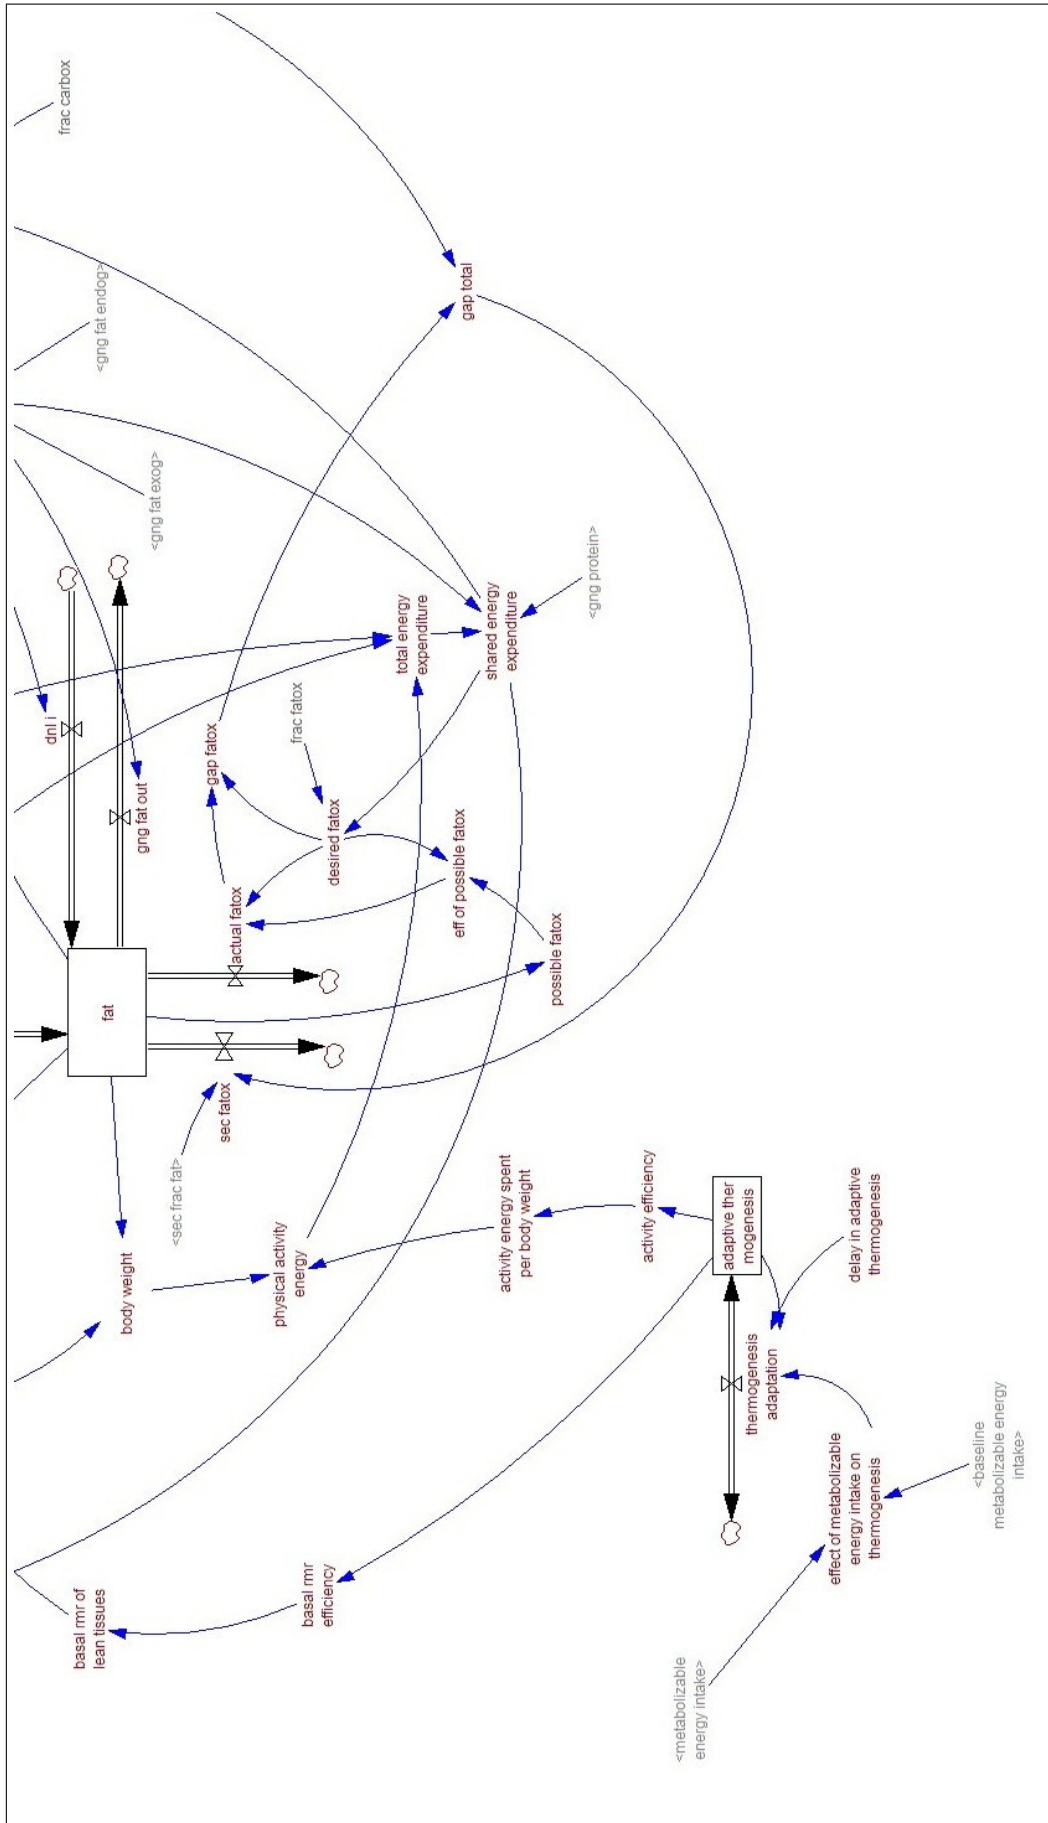 frac carbox
<gng fat endog>
<gng fat exog>
gap total
<gng protein>
total energy
expenditure
shared energy
expenditure
dnl i
gng fat out
gap fatox
frac fatox
desired fatox
eff of possible fatox
actual fatox
possible fatox
fat
sec fatox
<sec frac fat>
body weight
physical activity
energy
activity energy spent
per body weight
activity efficiency
adaptive ther
mogenesis
delay in adaptive
thermogenesis
thermogenesis
adaptation
effect of metabolizable
energy intake on
thermogenesis
<baseline
metabolizable energy
intake>
<metabolizable
energy intake>
basal rmr
efficiency
basal rmr of
lean tissues